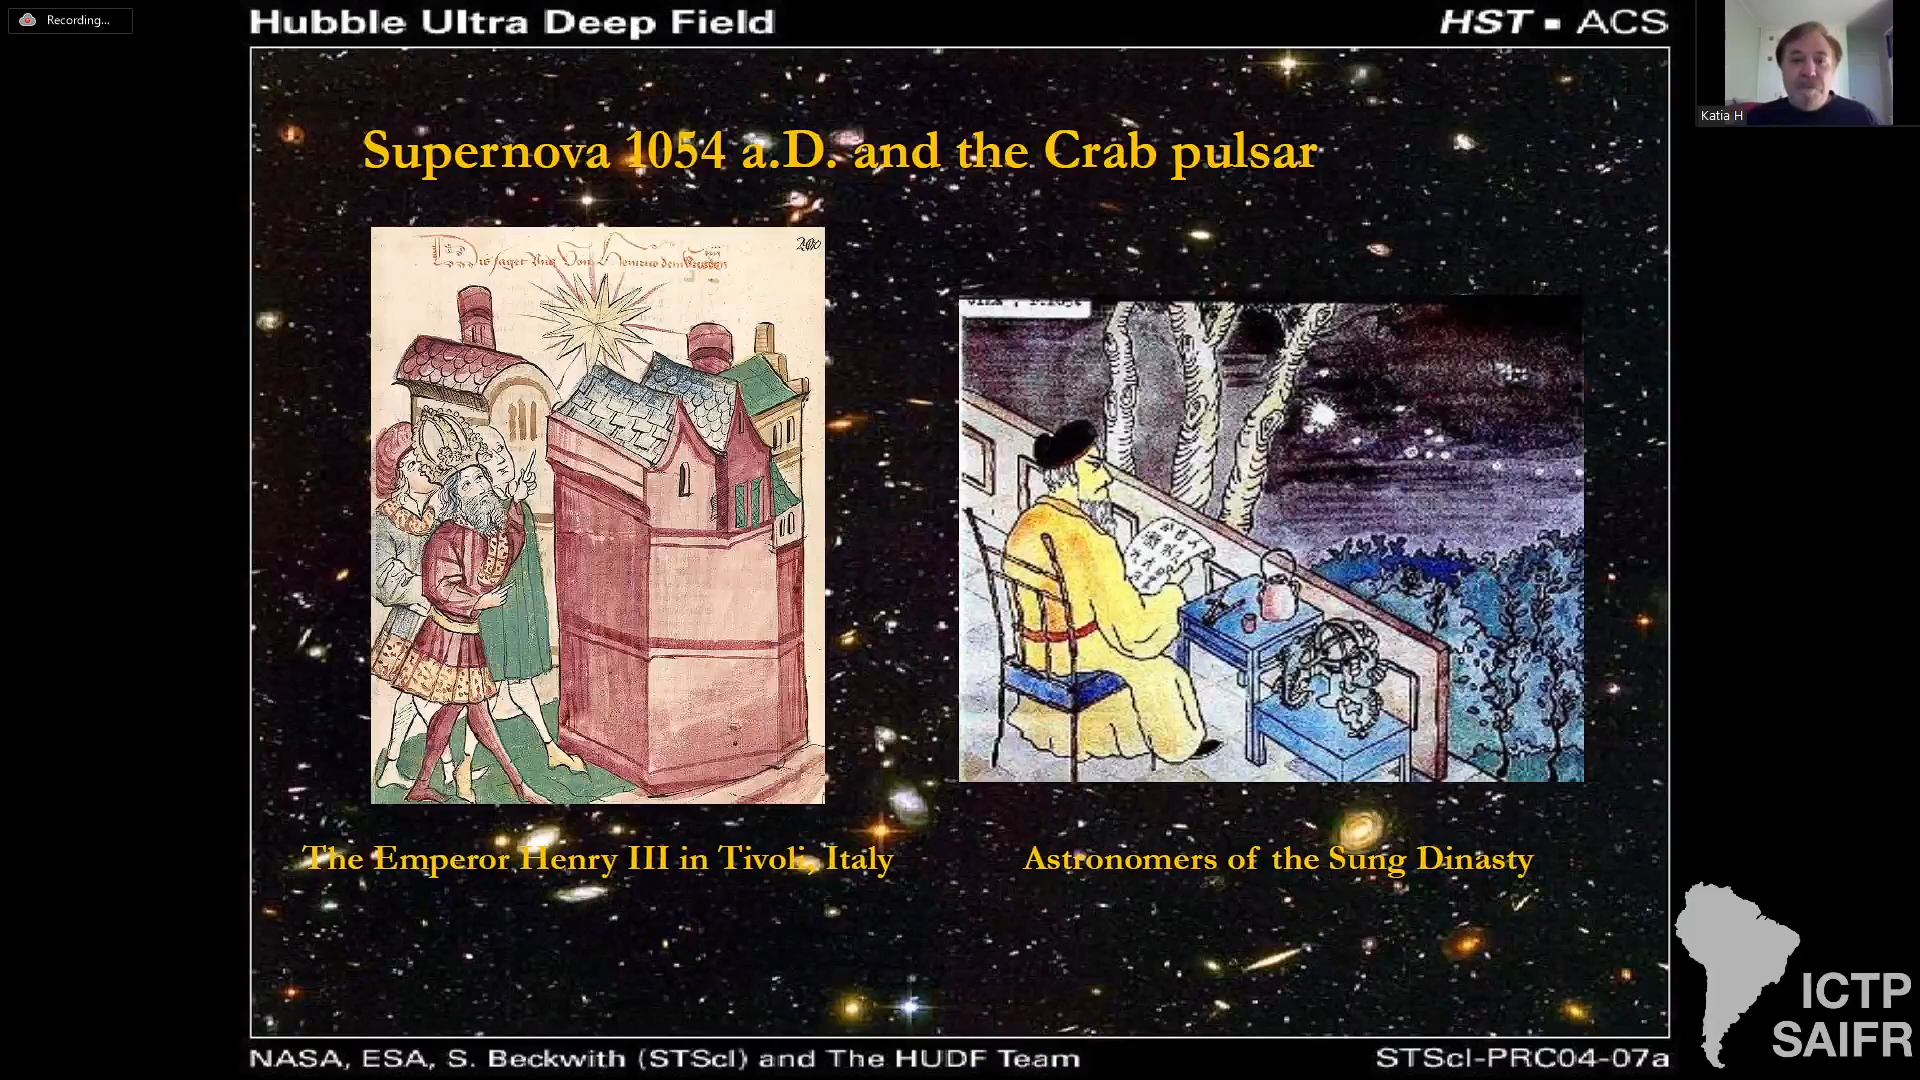 Recording...
Hubble Ultra Deep Field
HST ▪ ACS
Katia H
Supernova 1054 a.D. and the Crab pulsar
The Emperor Henry III in Tivoli, Italy
Astronomers of the Sung Dinasty
ICTP
SAIFR
NASA, ESA, S. Beckwith (STScI) and The HUDF Team
STScI-PRC04-07a